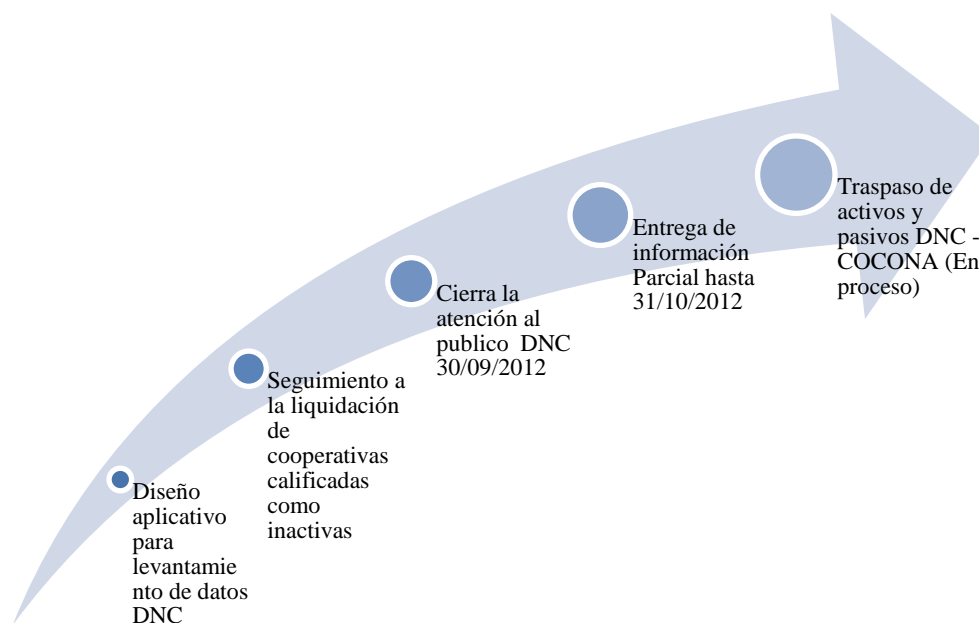 Diseño
aplicativo
para
levantamie
nto de datos
DNC
Seguimiento a
la liquidación
de
cooperativas
calificadas
como
inactivas
Cierra la
atención al
publico DNC
30/09/2012
Entrega de
información
Parcial hasta
31/10/2012
Traspaso de
activos y
pasivos DNC -
COCONA (En
proceso)